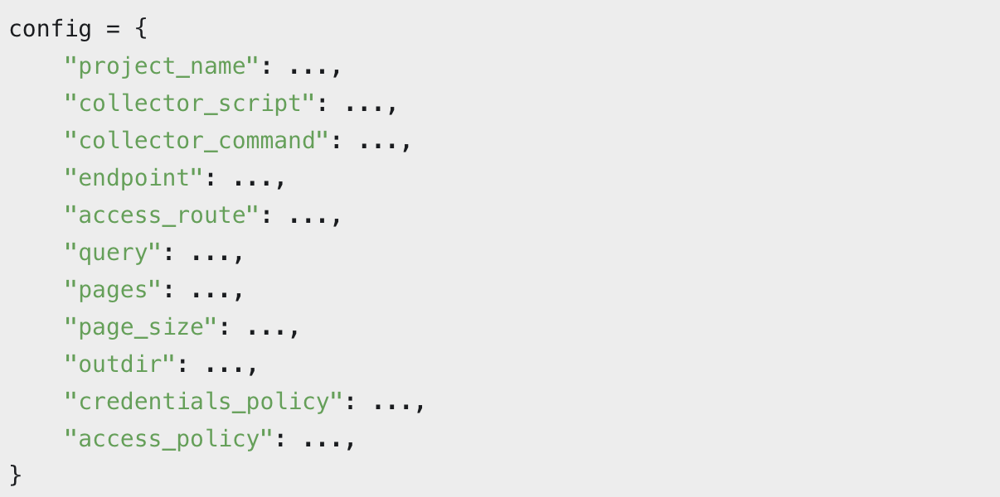 config = {
    "project_name": ...,
    "collector_script": ...,
    "collector_command": ...,
    "endpoint": ...,
    "access_route": ...,
    "query": ...,
    "pages": ...,
    "page_size": ...,
    "outdir": ...,
    "credentials_policy": ...,
    "access_policy": ...,
}